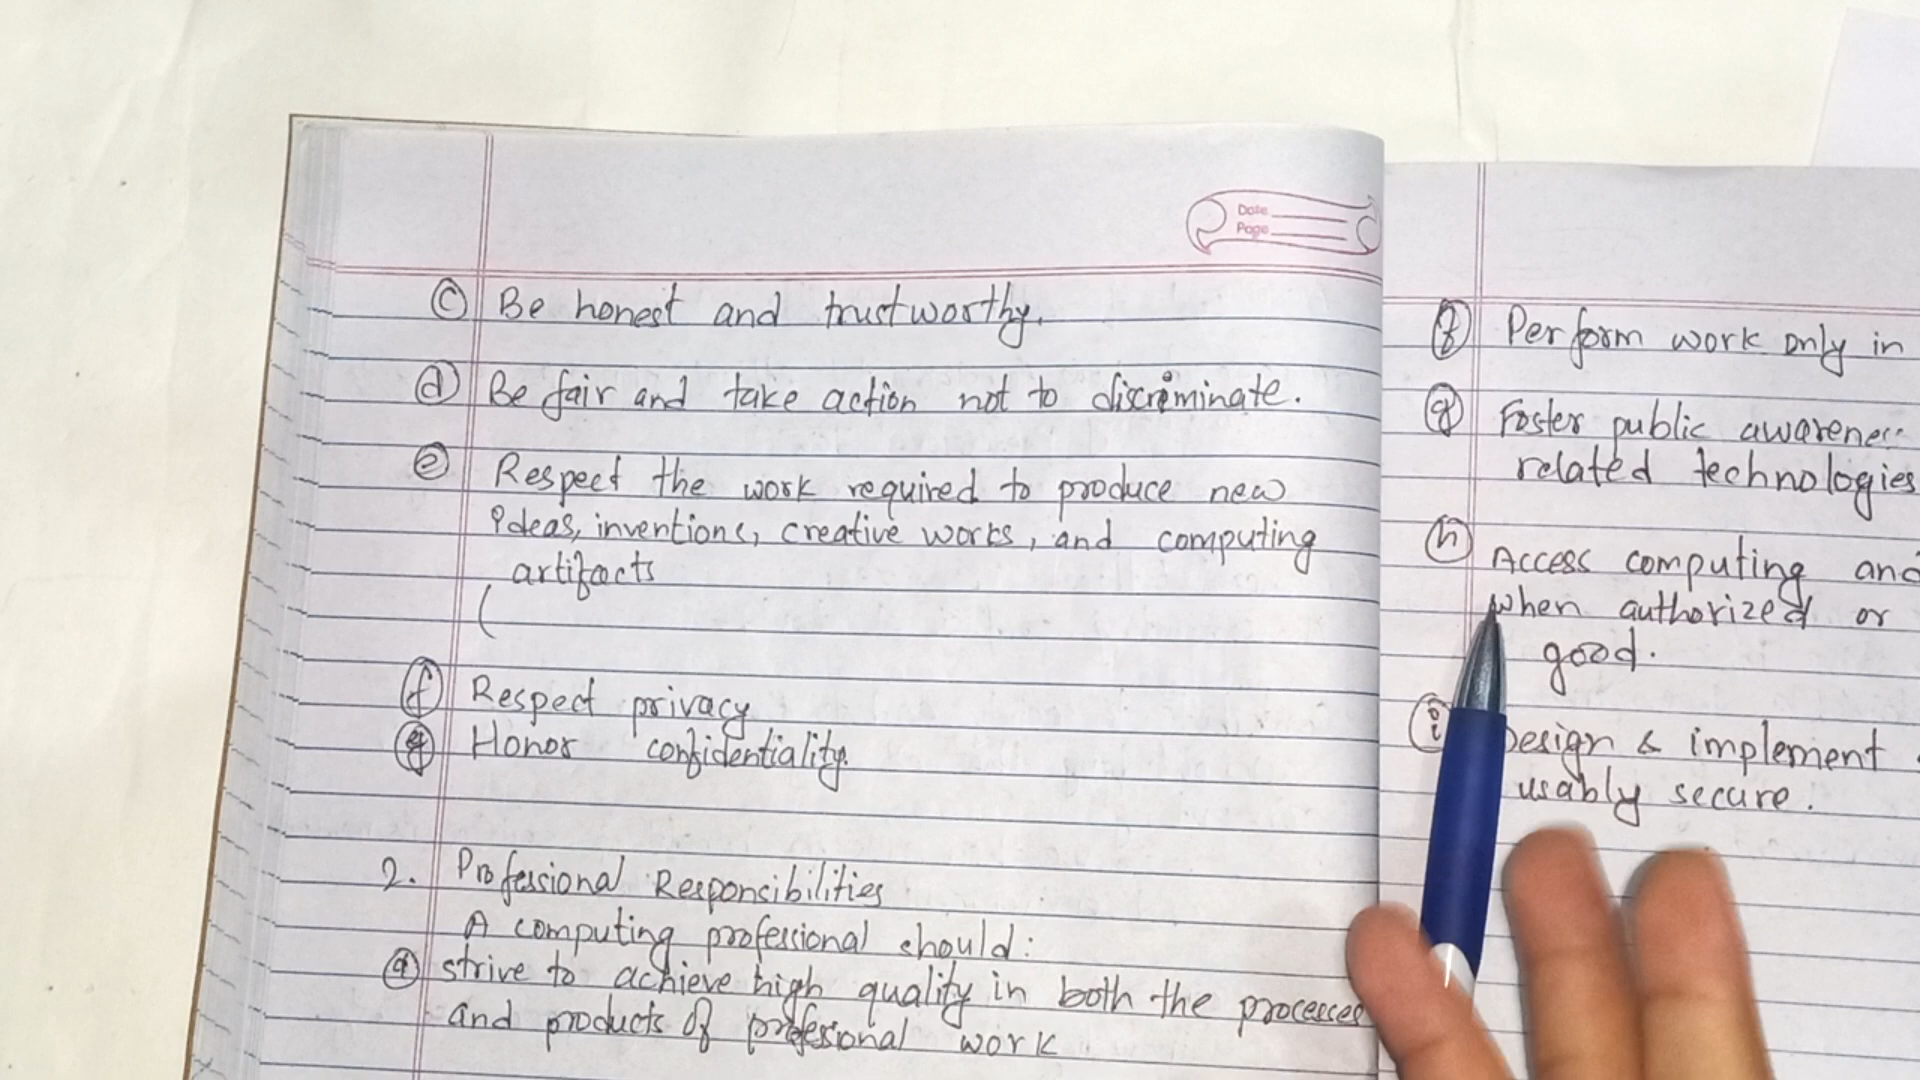 Date
Page
c Be honest and trustworthy.
d Be fair and take action not to discriminate.
e Respect the work required to produce new
ideas, inventions, creative works, and computing
artifacts
(
f Respect privacy
g Honor confidentiality.
2. Professional Responsibilities
A computing professional should:
a strive to achieve high quality in both the processes
and products of professional work
f Perform work only in
g Foster public awareness
related technologies
h Access computing and
when authorized or
good.
i Design & implement
usably secure.